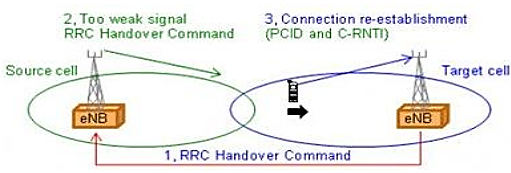 2, Too weak signal
RRC Handover Command
3, Connection re-establishment
(PCID and C-RNTI)
Source cell
Target cell
eNB
eNB
1, RRC Handover Command